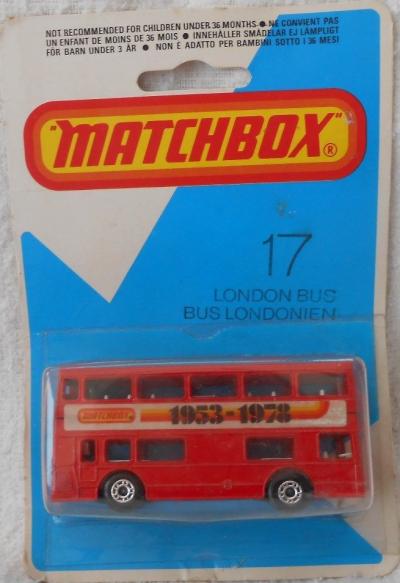 NOT RECOMMENDED FOR CHILDREN UNDER 36 MONTHS ● NE CONVIENT PAS
UN ENFANT DE MOINS DE 36 MOIS ● INNEHÅLLER SMÅDELAR EJ LÄMPLIGT
FÖR BARN UNDER 3 ÅR ● NON È ADATTO PER BAMBINI SOTTO I 36 MESI
"MATCHBOX"®
17
LONDON BUS
BUS LONDONIEN
"MATCHBOX" 1953-1978